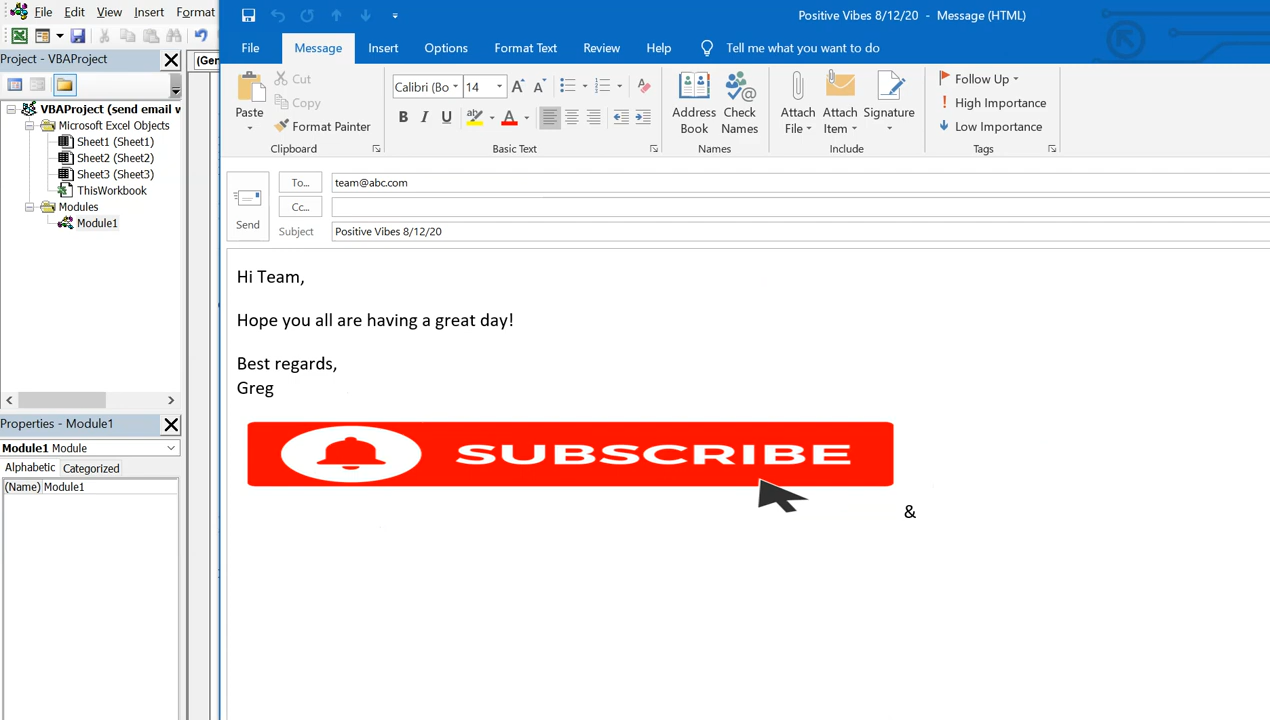 File Edit View Insert Format
Project - VBAProject
VBAProject (send email w
Microsoft Excel Objects
Sheet1 (Sheet1)
Sheet2 (Sheet2)
Sheet3 (Sheet3)
ThisWorkbook
Modules
Module1
Properties - Module1
Module1 Module
Alphabetic Categorized
(Name) Module1
(Gen
Positive Vibes 8/12/20 - Message (HTML)
File Message Insert Options Format Text Review Help Tell me what you want to do
Paste
Cut
Copy
Format Painter
Clipboard
Calibri (Bo 14
B I U
Basic Text
Address Book
Check Names
Names
Attach File
Attach Item
Signature
Include
Follow Up
High Importance
Low Importance
Tags
Send
To... team@abc.com
Cc...
Subject Positive Vibes 8/12/20
Hi Team,
Hope you all are having a great day!
Best regards,
Greg
SUBSCRIBE
&